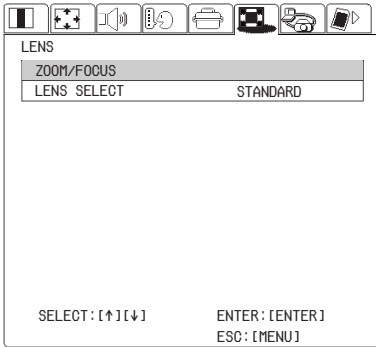 LENS
ZOOM/FOCUS
LENS SELECT STANDARD
SELECT:[↑][↓] ENTER:[ENTER]
ESC:[MENU]